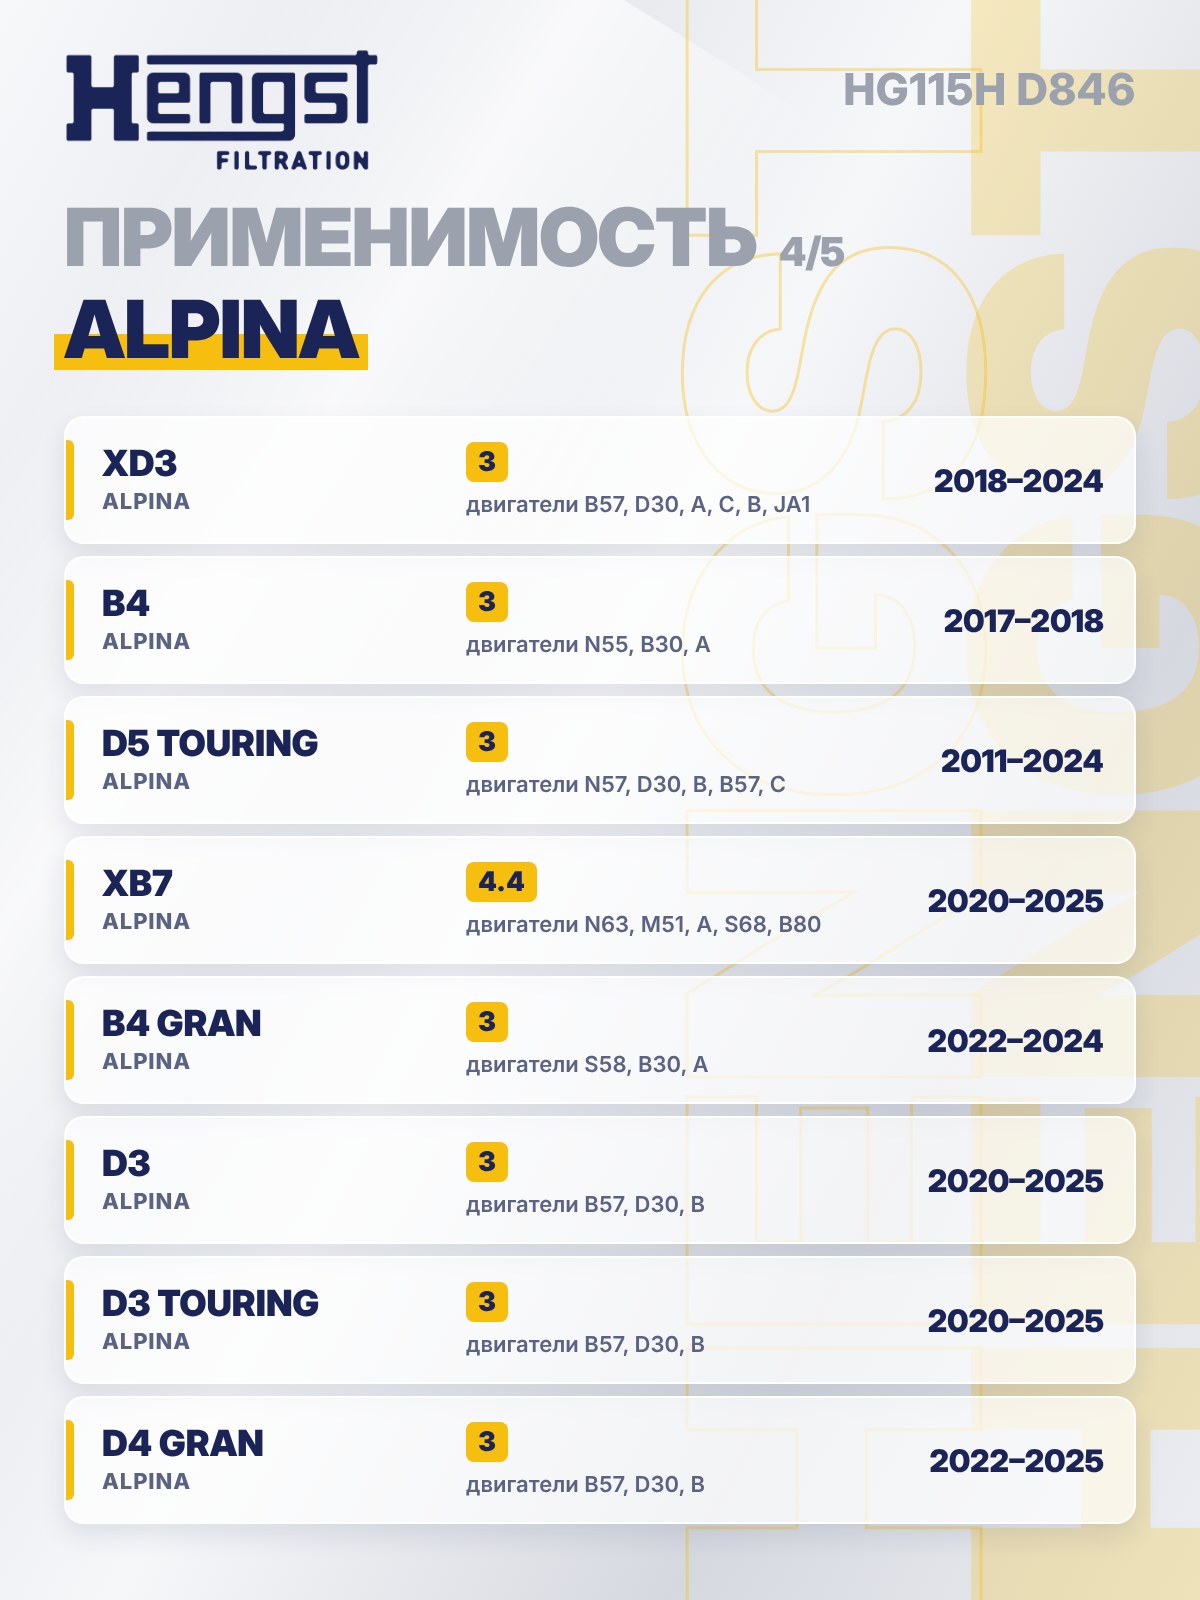 Hengst
FILTRATION
HG115H D846
ПРИМЕНИМОСТЬ 4/5
ALPINA
XD3
ALPINA
3
двигатели B57, D30, A, C, B, JA1
2018–2024
B4
ALPINA
3
двигатели N55, B30, A
2017–2018
D5 TOURING
ALPINA
3
двигатели N57, D30, B, B57, C
2011–2024
XB7
ALPINA
4.4
двигатели N63, M51, A, S68, B80
2020–2025
B4 GRAN
ALPINA
3
двигатели S58, B30, A
2022–2024
D3
ALPINA
3
двигатели B57, D30, B
2020–2025
D3 TOURING
ALPINA
3
двигатели B57, D30, B
2020–2025
D4 GRAN
ALPINA
3
двигатели B57, D30, B
2022–2025
HENGST
HENGST